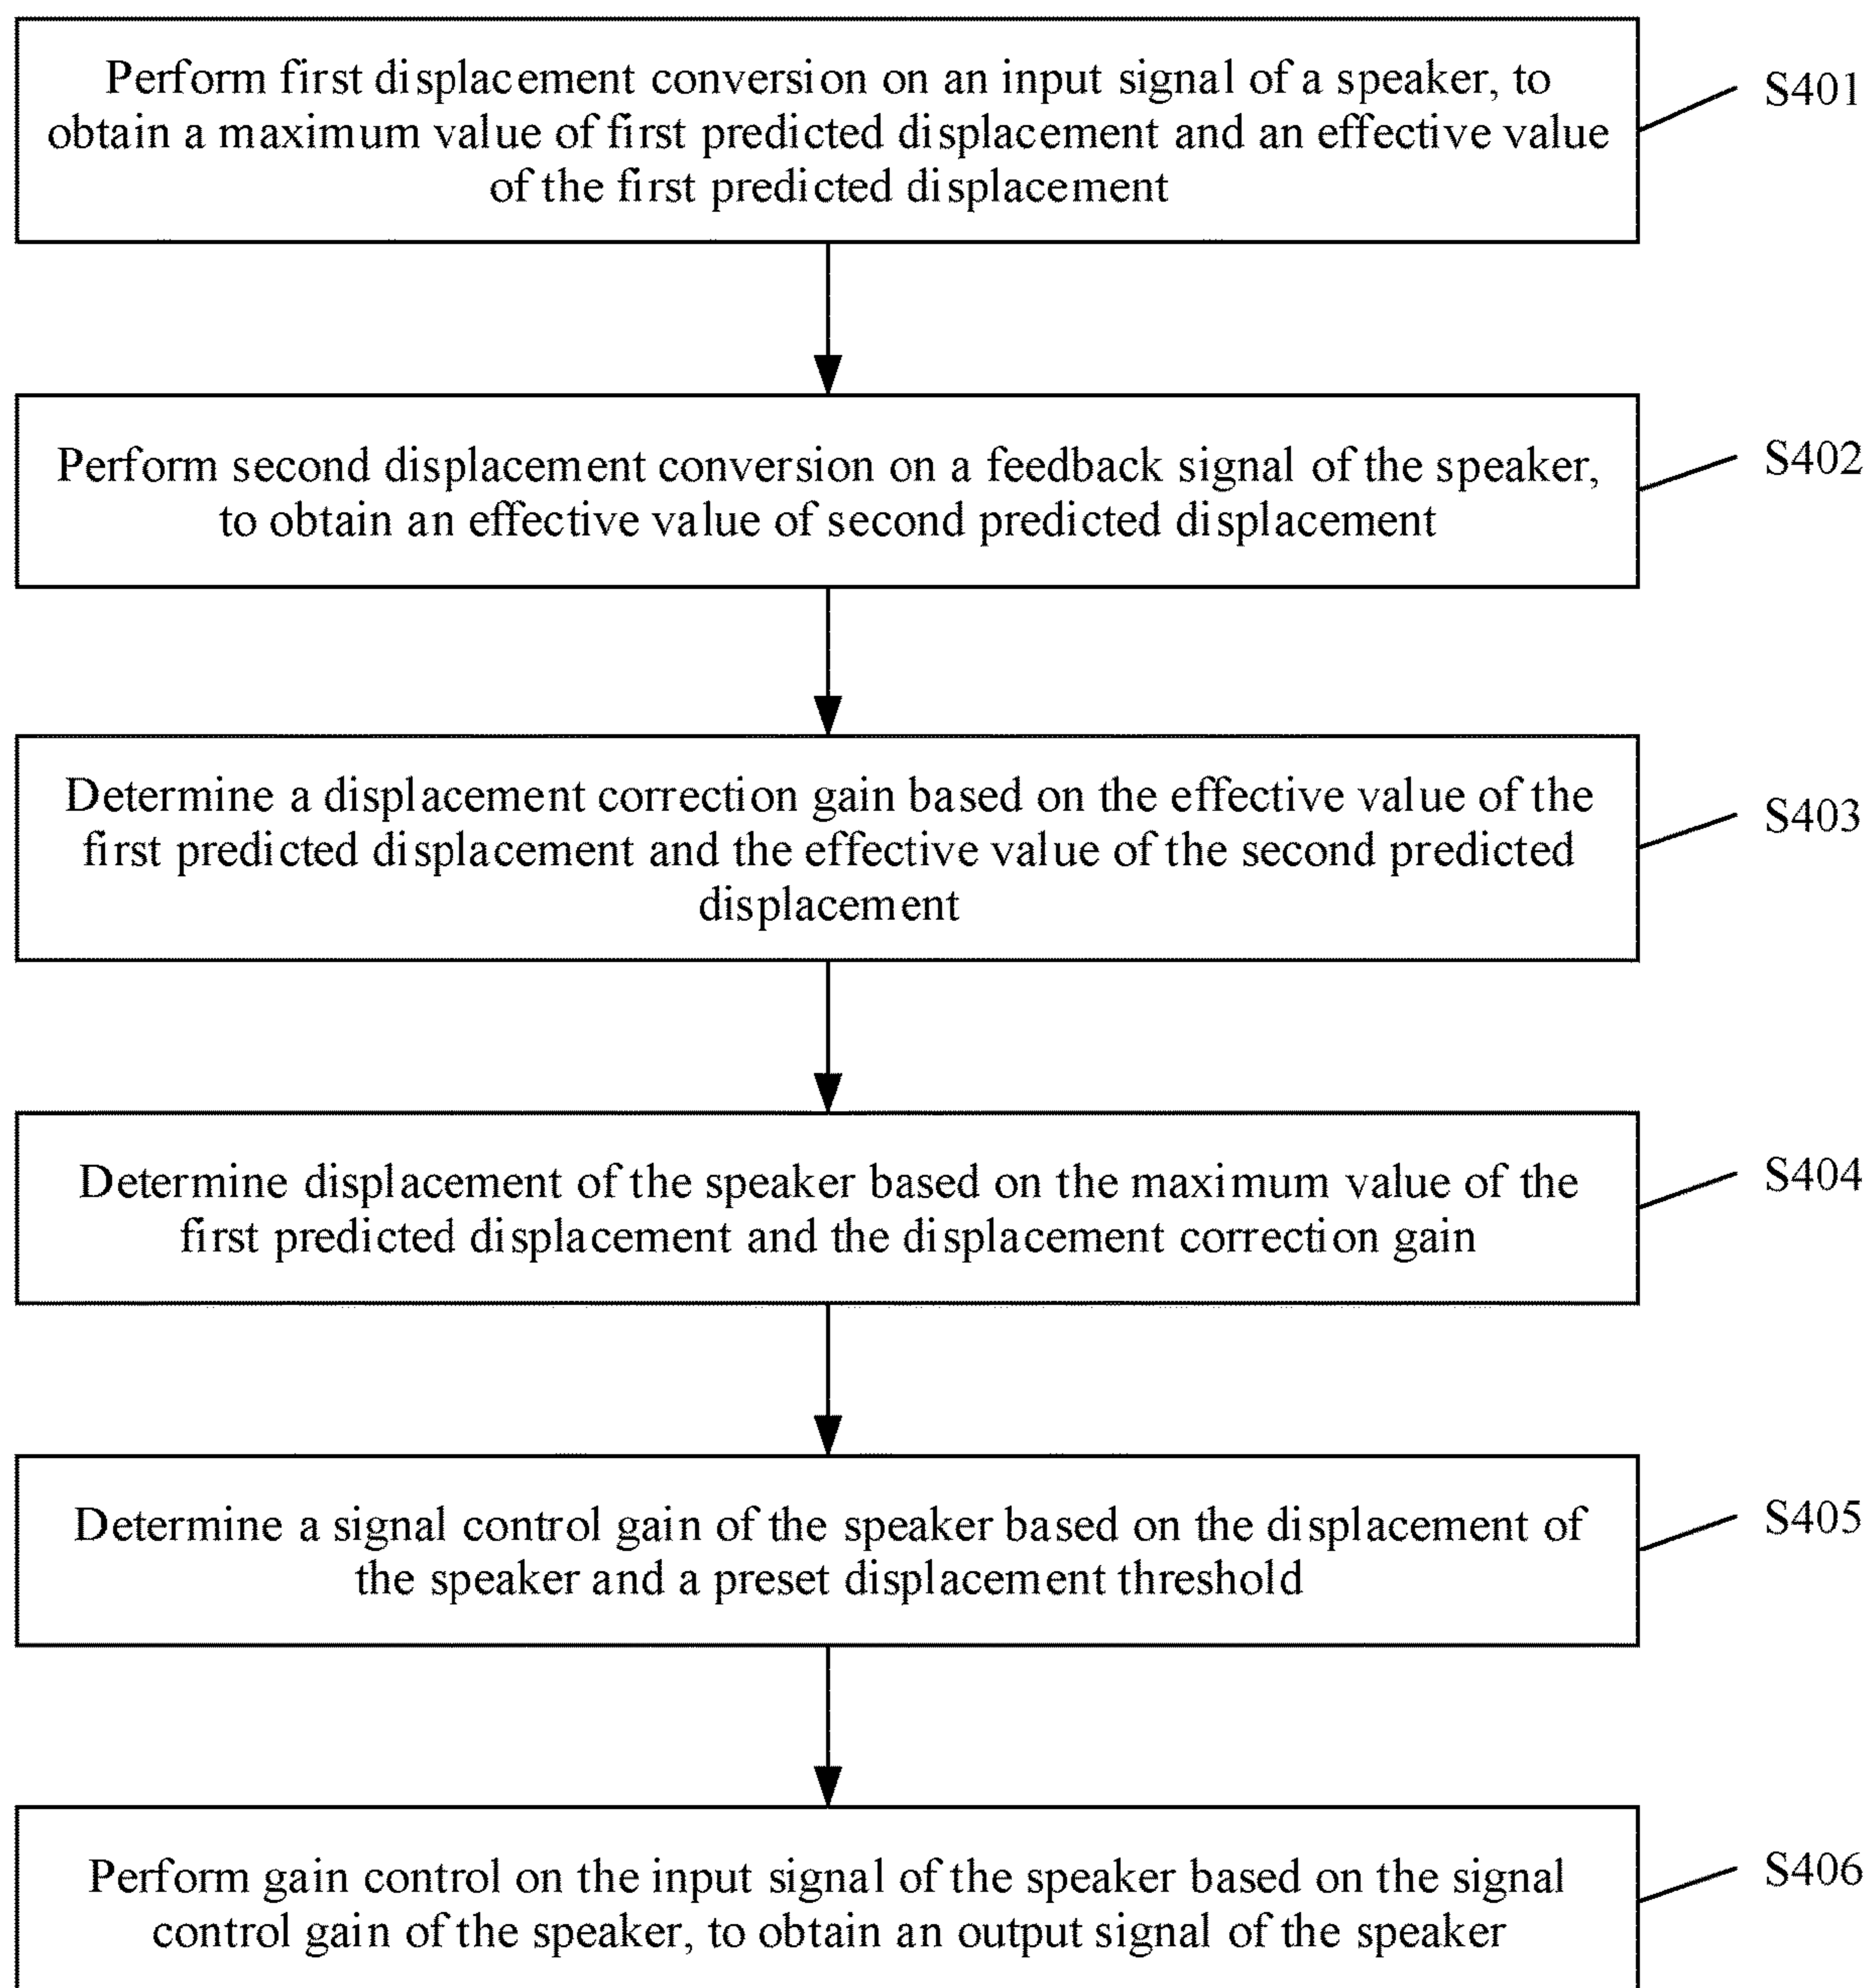 Perform first displacement conversion on an input signal of a speaker, to
obtain a maximum value of first predicted displacement and an effective value
of the first predicted displacement
S401
Perform second displacement conversion on a feedback signal of the speaker,
to obtain an effective value of second predicted displacement
S402
Determine a displacement correction gain based on the effective value of the
first predicted displacement and the effective value of the second predicted
displacement
S403
Determine displacement of the speaker based on the maximum value of the
first predicted displacement and the displacement correction gain
S404
Determine a signal control gain of the speaker based on the displacement of
the speaker and a preset displacement threshold
S405
Perform gain control on the input signal of the speaker based on the signal
control gain of the speaker, to obtain an output signal of the speaker
S406